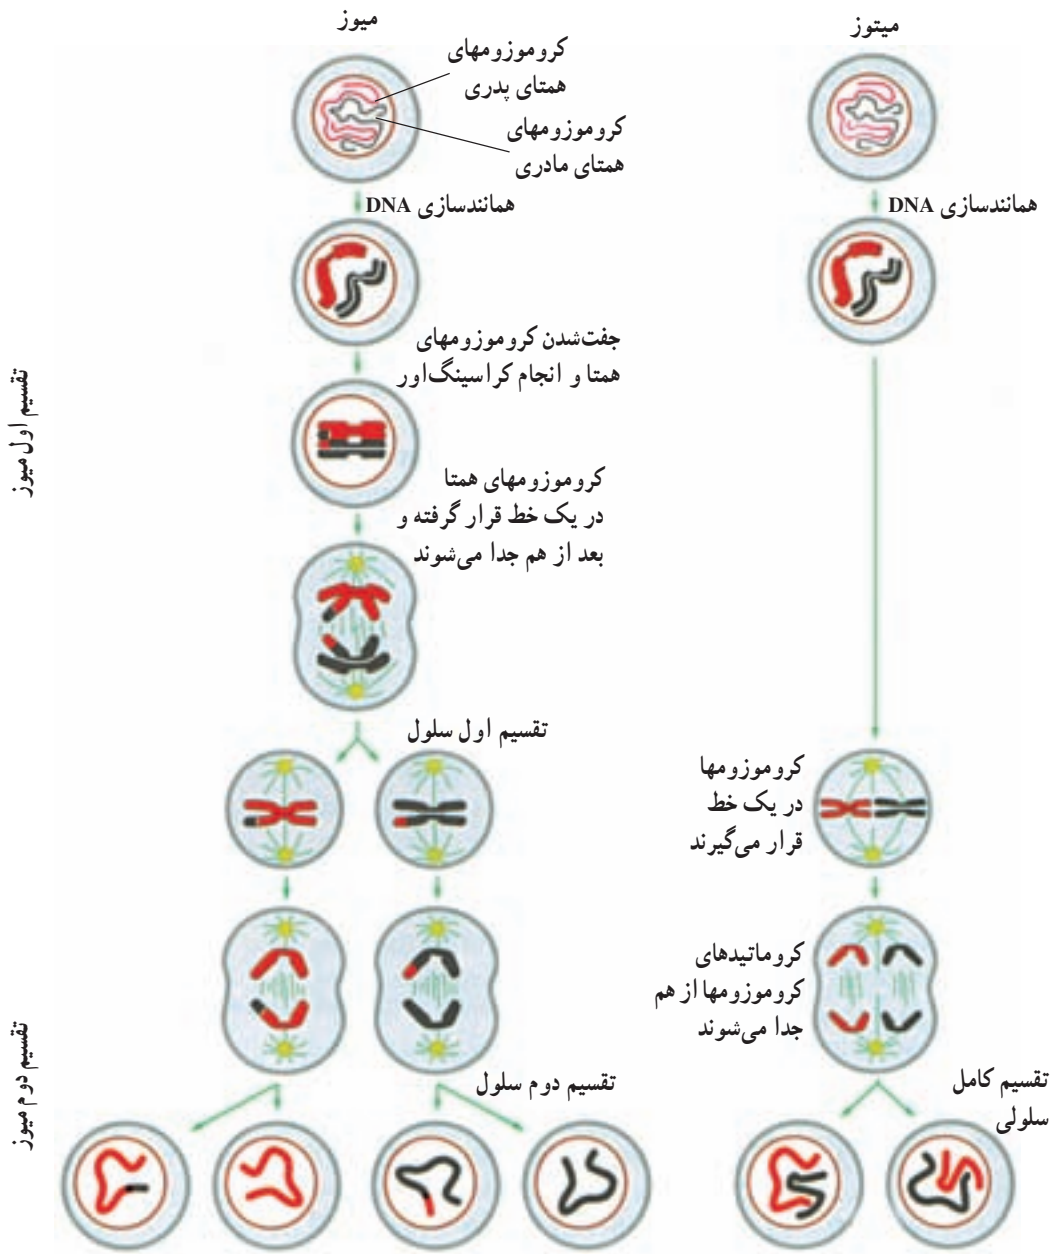 میوز
میتوز
کروموزومهای
همتای پدری
کروموزومهای
همتای مادری
همانندسازی DNA
همانندسازی DNA
جفت‌شدن کروموزومهای
همتا و انجام کراسینگ‌اور
تقسیم اول میوز
کروموزومهای همتا
در یک خط قرار گرفته و
بعد از هم جدا می‌شوند
تقسیم اول سلول
کروموزومها
در یک خط
قرار می‌گیرند
کروماتیدهای
کروموزومها از هم
جدا می‌شوند
تقسیم دوم میوز
تقسیم دوم سلول
تقسیم کامل
سلولی